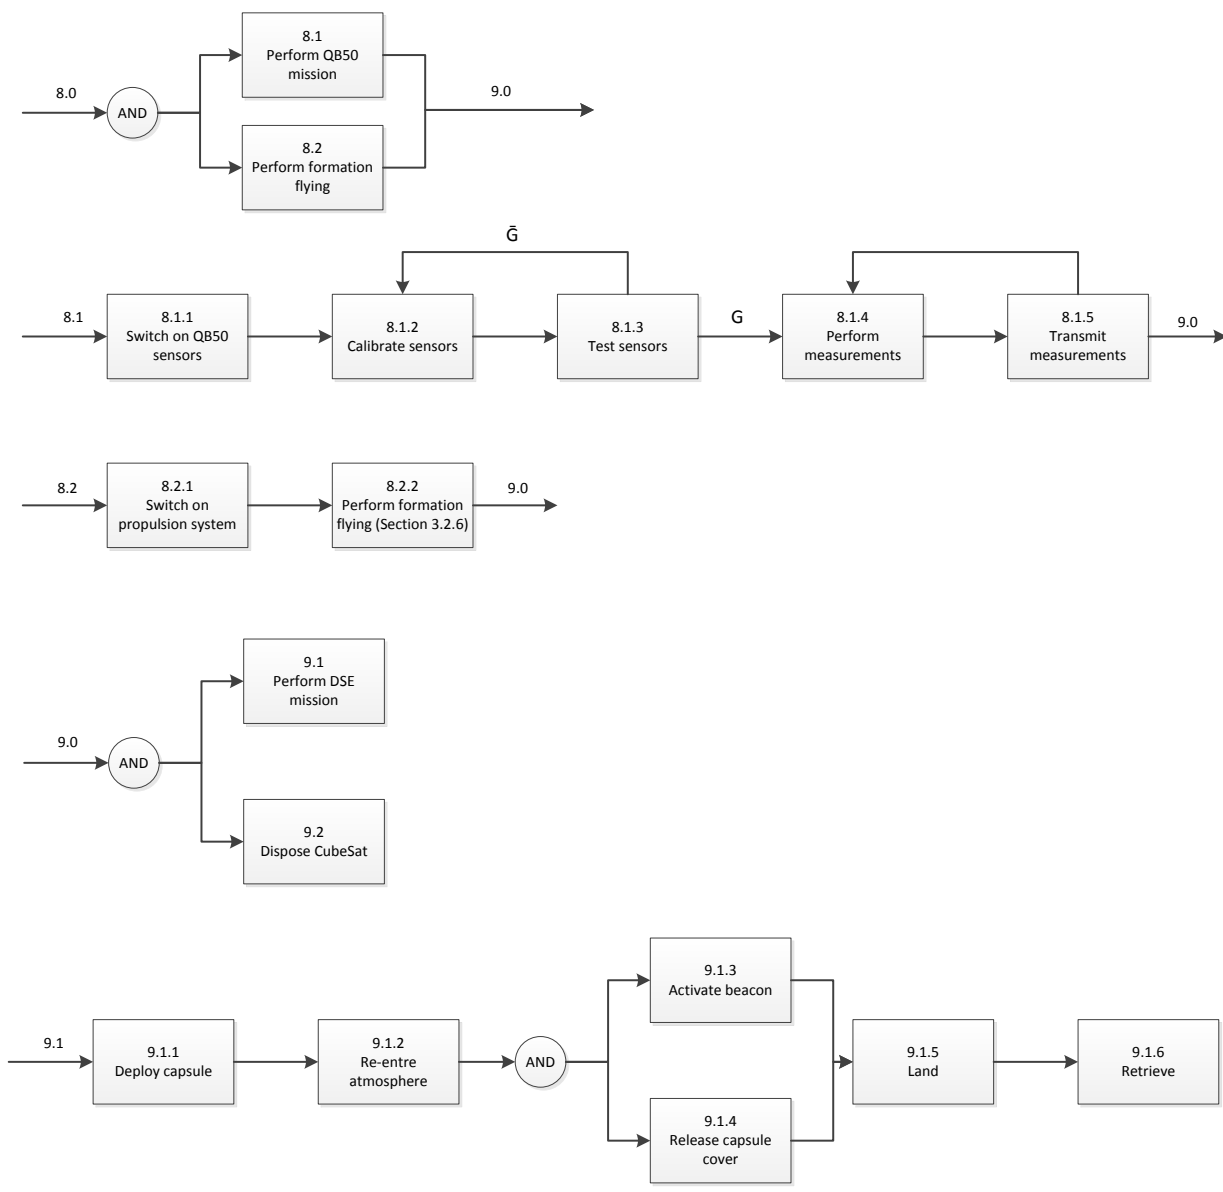 8.1
Perform QB50
mission
8.0
AND
9.0
8.2
Perform formation
flying
Ḡ
8.1
8.1.1
Switch on QB50
sensors
8.1.2
Calibrate sensors
8.1.3
Test sensors
G
8.1.4
Perform
measurements
8.1.5
Transmit
measurements
9.0
8.2
8.2.1
Switch on
propulsion system
8.2.2
Perform formation
flying (Section 3.2.6)
9.0
9.1
Perform DSE
mission
9.0
AND
9.2
Dispose CubeSat
9.1
9.1.1
Deploy capsule
9.1.2
Re-entre
atmosphere
AND
9.1.3
Activate beacon
9.1.4
Release capsule
cover
9.1.5
Land
9.1.6
Retrieve